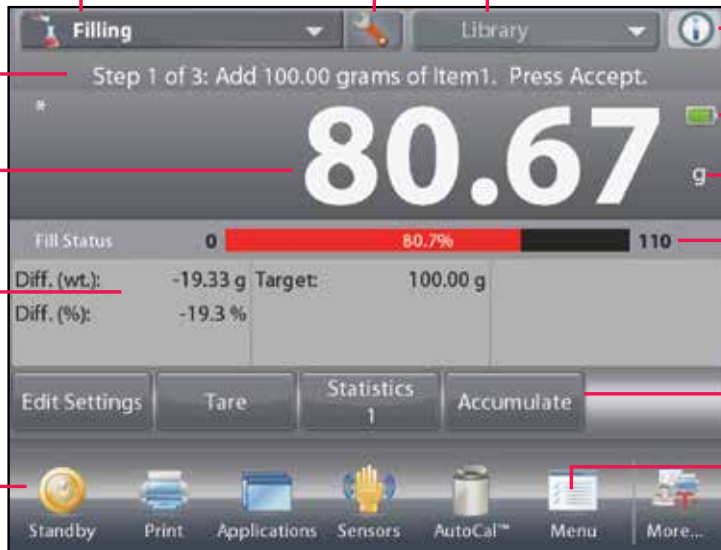 Filling
Library
Step 1 of 3: Add 100.00 grams of Item1. Press Accept.
*
80.67
g
Fill Status 0 80.7% 110
Diff. (wt.): -19.33 g Target: 100.00 g
Diff. (%): -19.3 %
Edit Settings Tare Statistics Accumulate
1
Standby Print Applications Sensors AutoCal™ Menu More...